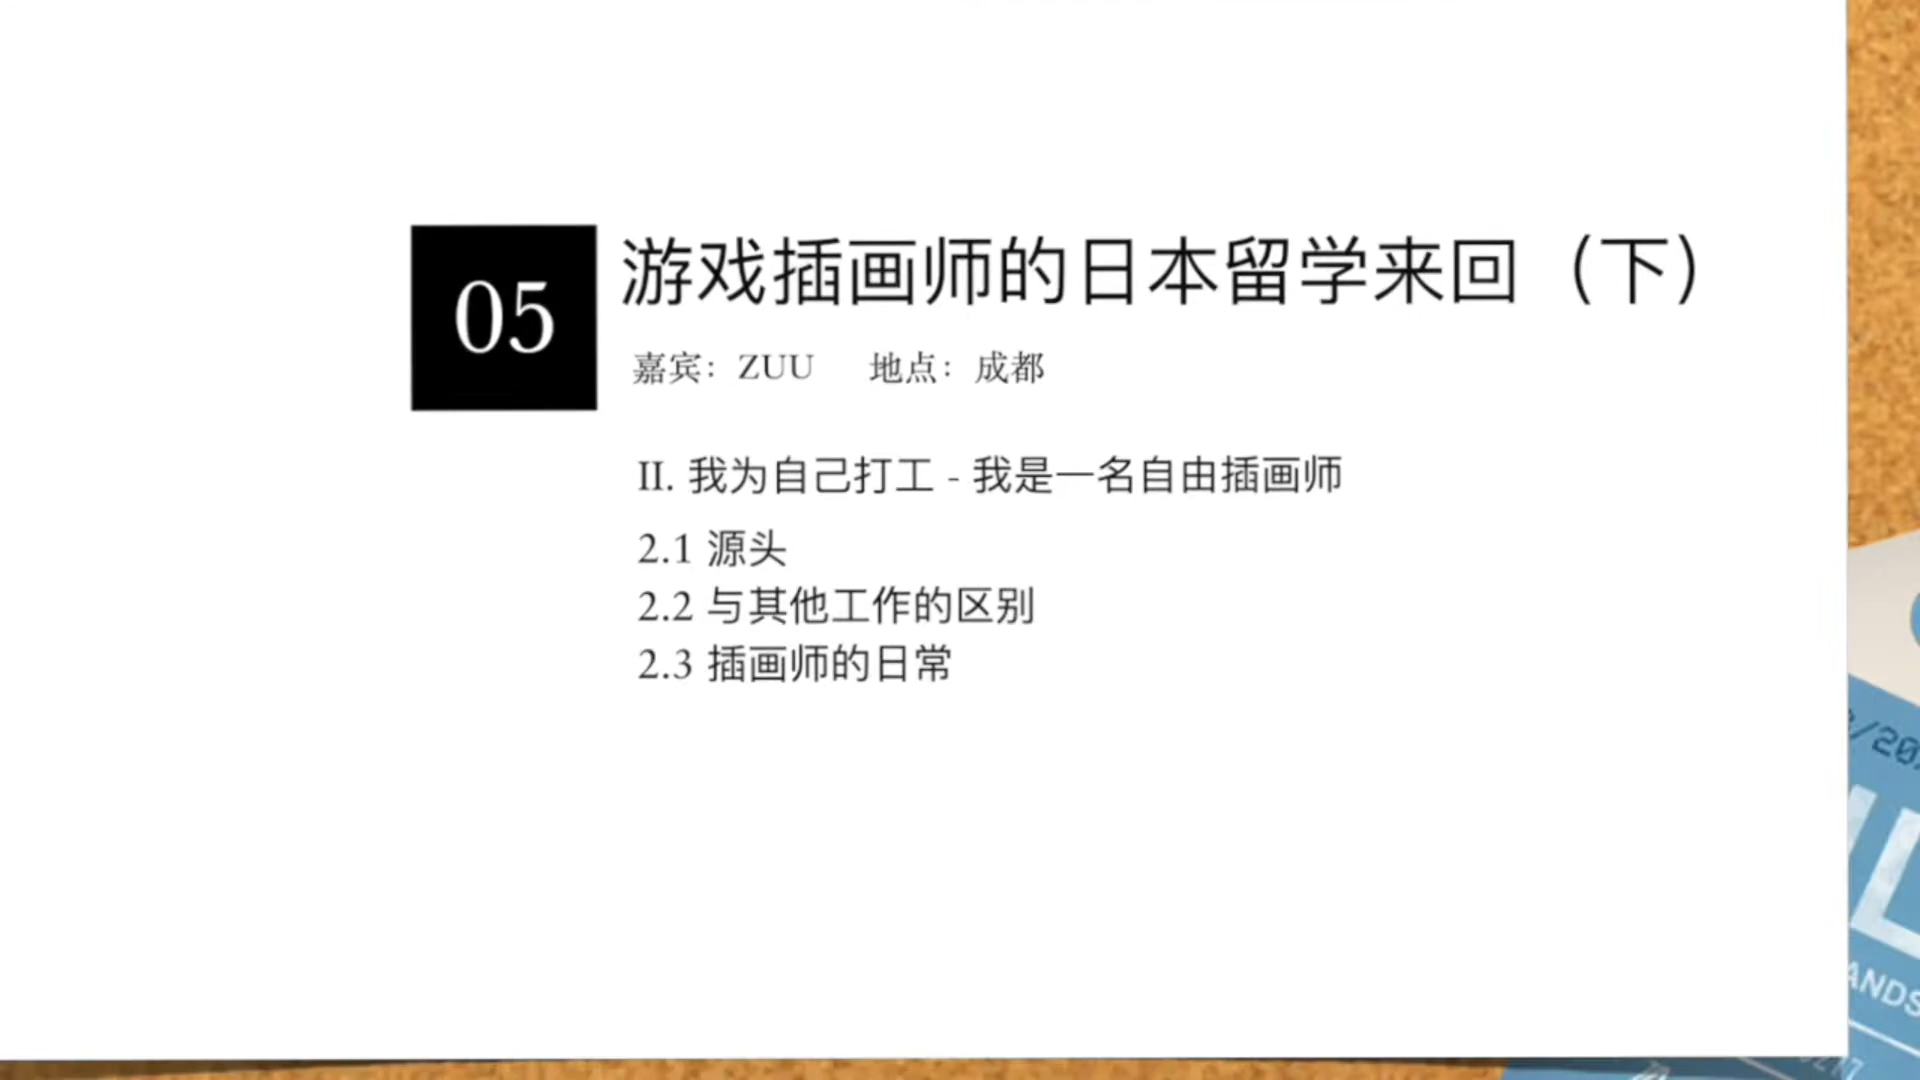 05
游戏插画师的日本留学来回（下）
嘉宾：ZUU 地点：成都
II. 我为自己打工 - 我是一名自由插画师
2.1 源头
2.2 与其他工作的区别
2.3 插画师的日常